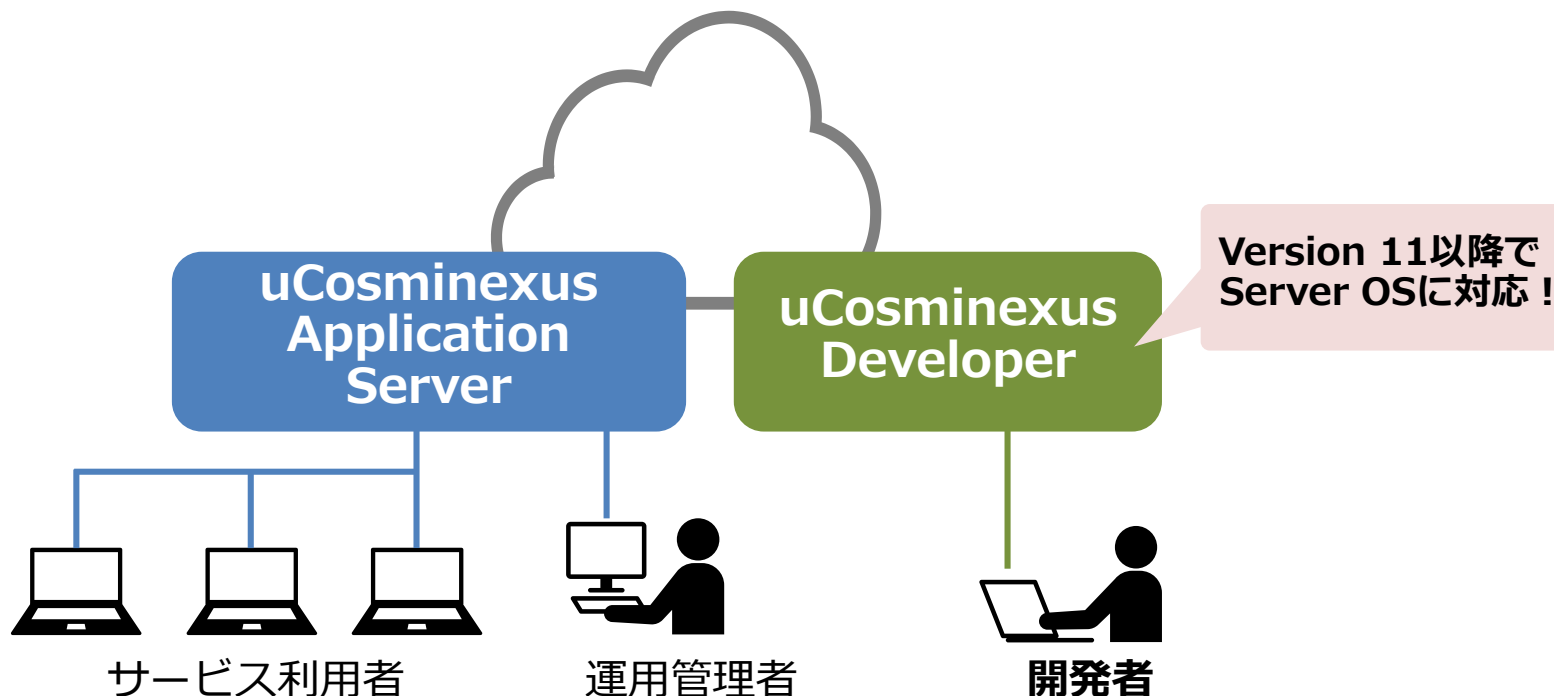 uCosminexus
Application
Server
uCosminexus
Developer
Version 11以降で
Server OSに対応！
サービス利用者
運用管理者
開発者